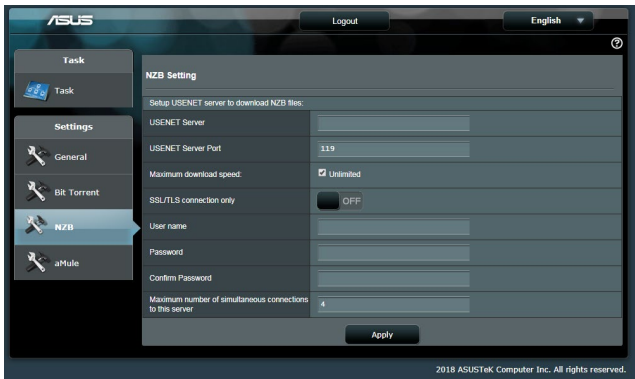 ASUS
Logout
English
?
Task
Task
Settings
General
Bit Torrent
NZB
aMule
NZB Setting
Setup USENET server to download NZB files:
USENET Server
USENET Server Port 119
Maximum download speed: Unlimited
SSL/TLS connection only OFF
User name
Password
Confirm Password
Maximum number of simultaneous connections
to this server 4
Apply
2018 ASUSTeK Computer Inc. All rights reserved.